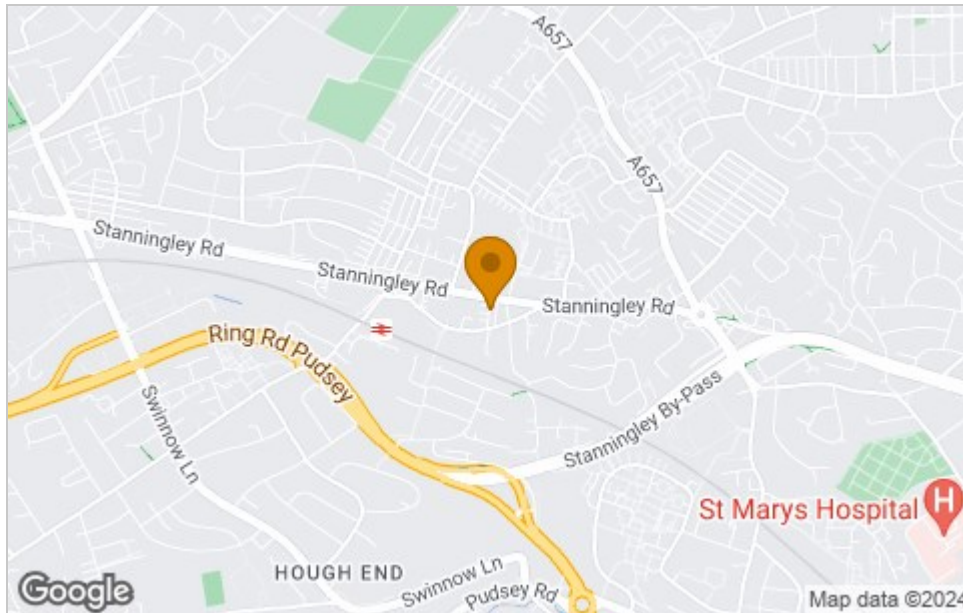 A657
A657
Stanningley Rd
Stanningley Rd
Stanningley Rd
Ring Rd Pudsey
Swinnow Ln
Stanningley By-Pass
St Marys Hospital
H
HOUGH END
Swinnow Ln
Pudsey Rd
Google
Map data ©2024